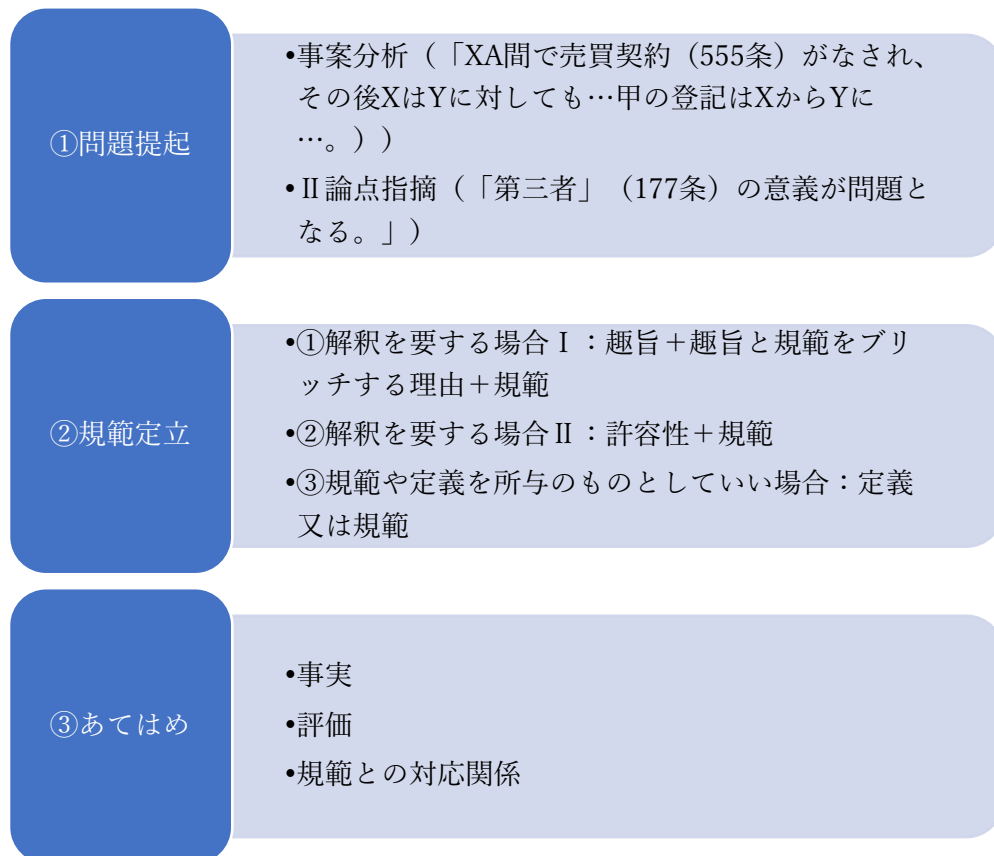 ①問題提起
•事案分析（「XA間で売買契約（555条）がなされ、
その後XはYに対しても…甲の登記はXからYに
…。））
•Ⅱ論点指摘（「第三者」（177条）の意義が問題と
なる。」）
②規範定立
•①解釈を要する場合Ⅰ：趣旨＋趣旨と規範をブリ
ッチする理由＋規範
•②解釈を要する場合Ⅱ：許容性＋規範
•③規範や定義を所与のものとしていい場合：定義
又は規範
③あてはめ
•事実
•評価
•規範との対応関係